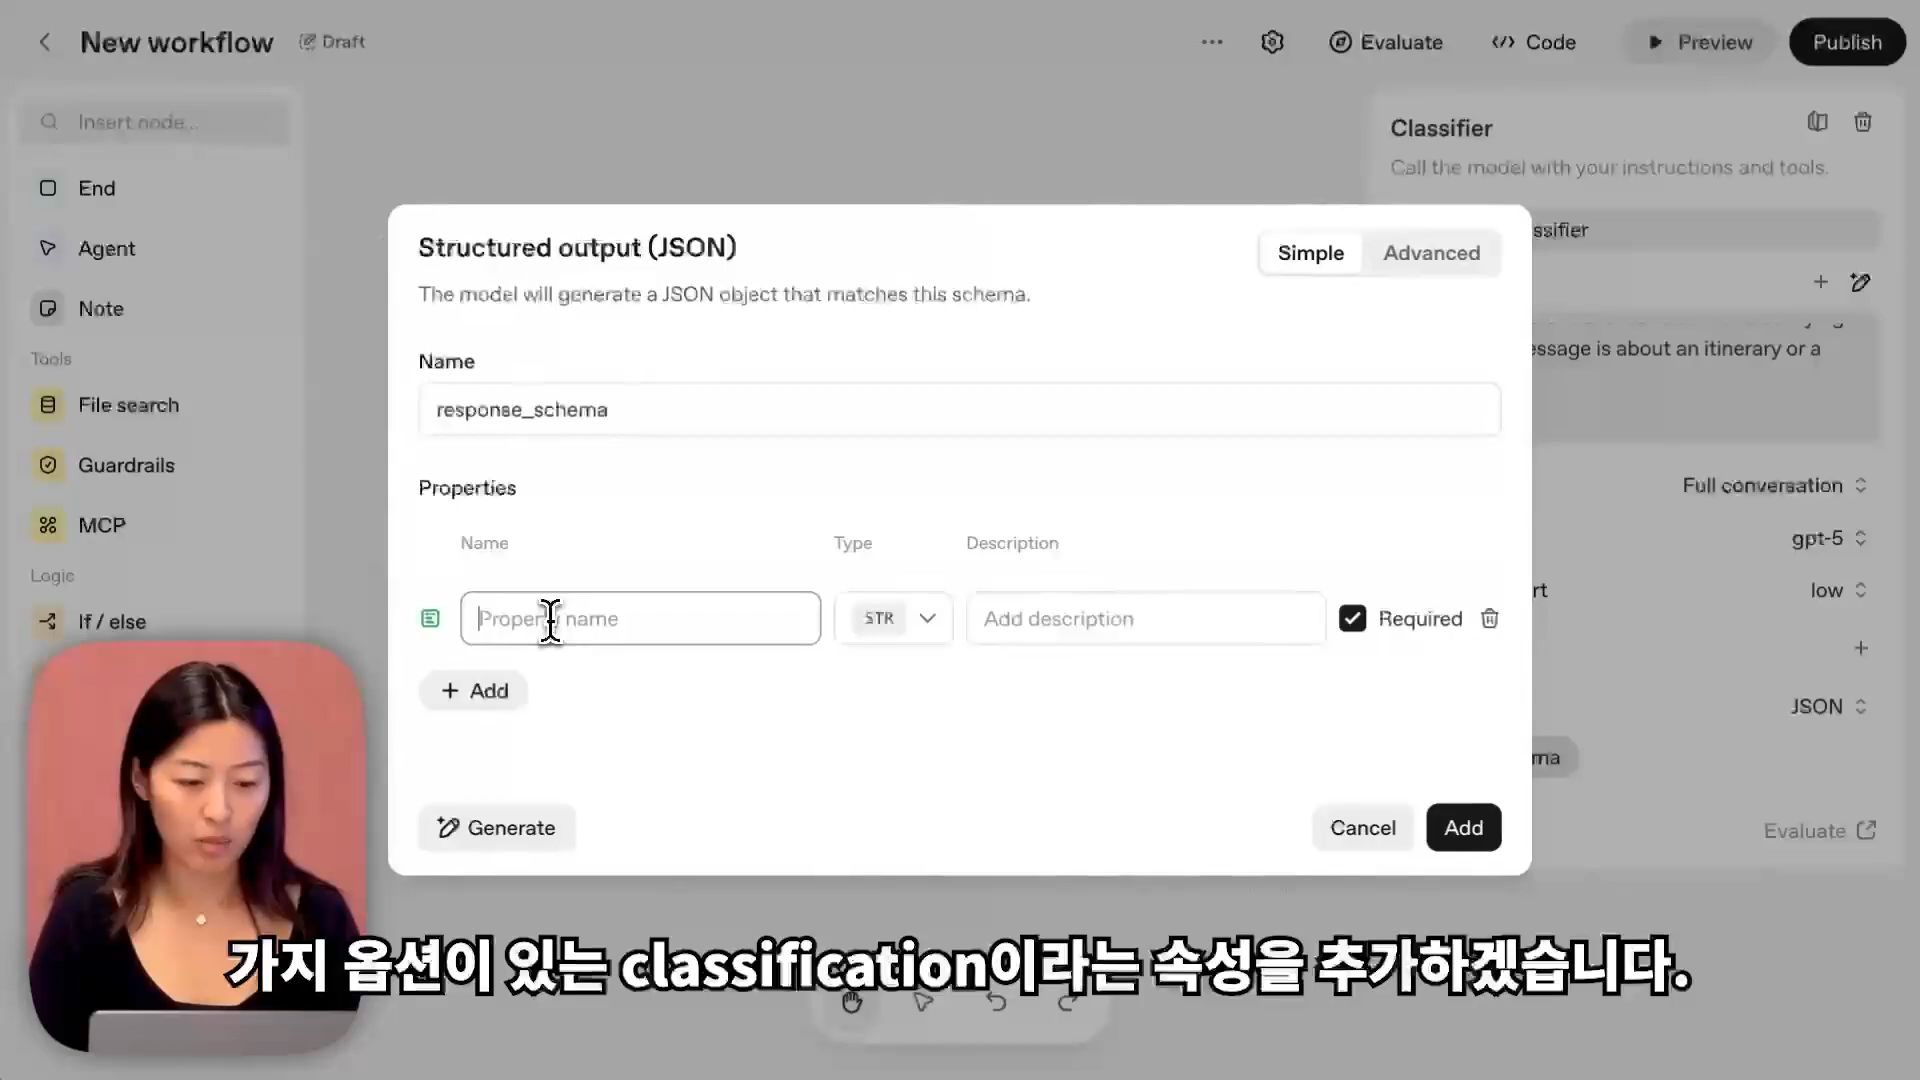 New workflow
Draft
Evaluate
Code
Preview
Publish
Insert node...
End
Agent
Note
Tools
File search
Guardrails
MCP
Logic
If / else
Classifier
Call the model with your instructions and tools.
ssifier
essage is about an itinerary or a
Full conversation
gpt-5
rt
low
JSON
ma
Evaluate
Structured output (JSON)
Simple
Advanced
The model will generate a JSON object that matches this schema.
Name
response_schema
Properties
Name
Type
Description
Property name
STR
Add description
Required
+ Add
Generate
Cancel
Add
가지 옵션이 있는 classification이라는 속성을 추가하겠습니다.